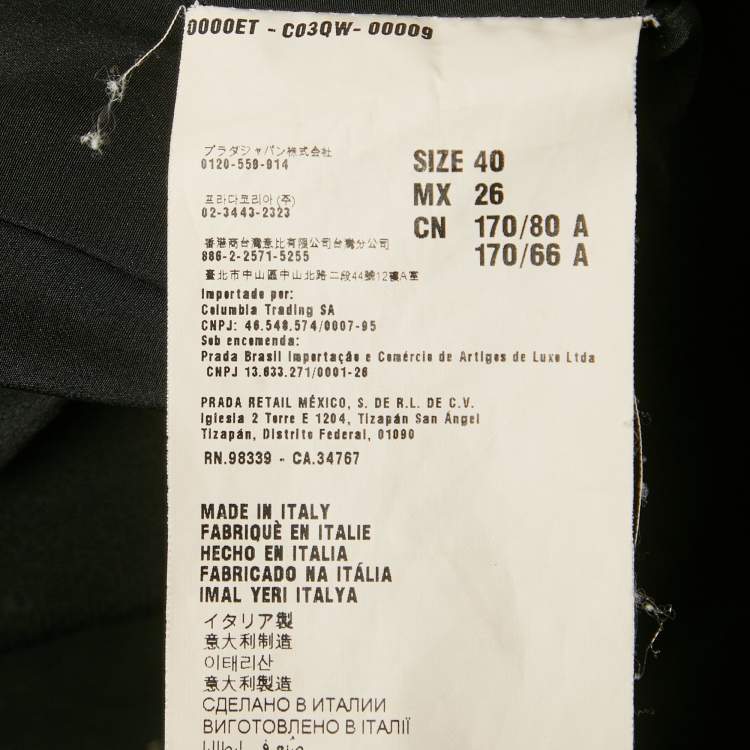 0000ET - C03QW- 00009
プラダジャパン株式会社
0120-559-914
프라다코리아 (주)
02-3443-2323
香港商台灣意比有限公司台灣分公司
886-2-2571-5255
臺北市中山區中山北路二段44號12樓A室
SIZE 40
MX 26
CN 170/80 A
170/66 A
Importado por:
Columbia Trading SA
CNPJ: 46.548.574/0007-95
Sob encomenda:
Prada Brasil Importação e Comércio de Artigos de Luxo Ltda
CNPJ 13.633.271/0001-26
PRADA RETAIL MÉXICO, S. DE R.L. DE C.V.
Iglesia 2 Torre E 1204, Tizapán San Ángel
Tizapán, Distrito Federal, 01090
RN.98339 - CA.34767
MADE IN ITALY
FABRIQUÈ EN ITALIE
HECHO EN ITALIA
FABRICADO NA ITÁLIA
IMAL YERI ITALYA
イタリア製
意大利制造
이태리산
意大利製造
СДЕЛАНО В ИТАЛИИ
ВИГОТОВЛЕНО В ІТАЛІЇ